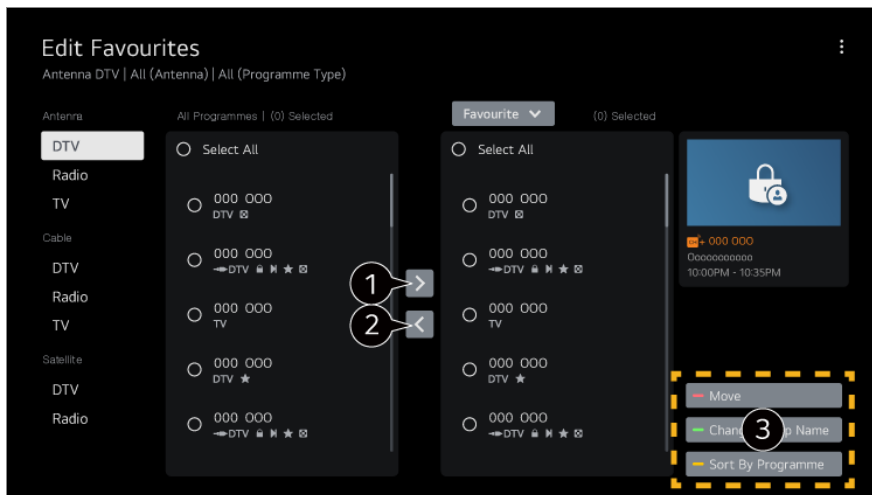 Edit Favourites
Antenna DTV | All (Antenna) | All (Programme Type)
Antenna
DTV
Radio
TV
Cable
DTV
Radio
TV
Satellite
DTV
Radio
All Programmes | (0) Selected
Select All
000 000
DTV
000 000
DTV
000 000
TV
000 000
DTV
000 000
DTV
1
2
Favourite
(0) Selected
Select All
000 000
DTV
000 000
DTV
000 000
TV
000 000
DTV
000 000
DTV
000 000
Oooooooooo
10:00PM - 10:35PM
Move
3
Name
Sort By Programme